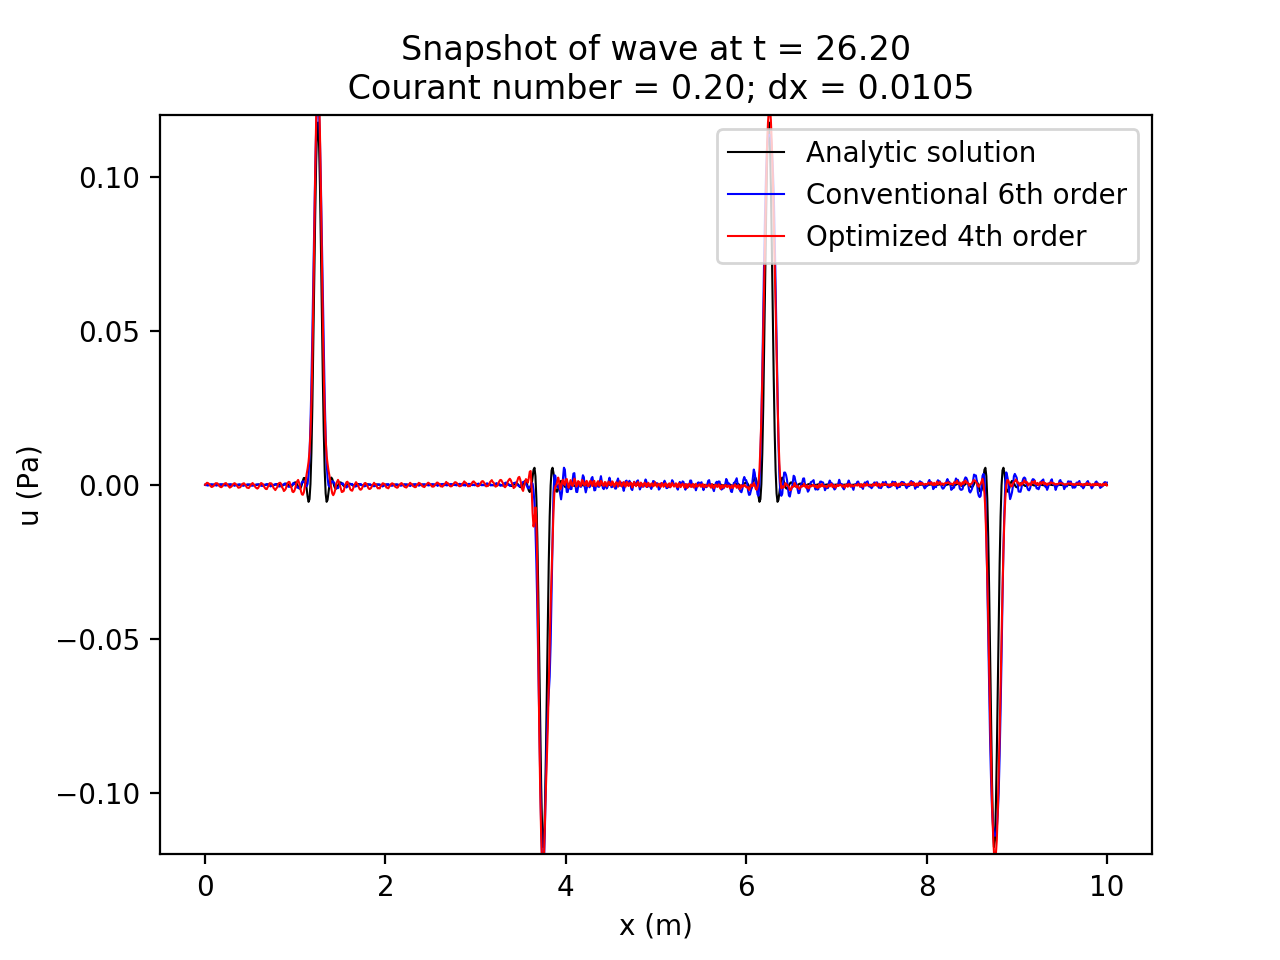 Snapshot of wave at t = 26.20
Courant number = 0.20; dx = 0.0105
Analytic solution
Conventional 6th order
Optimized 4th order
0.10
0.05
0.00
−0.05
−0.10
u (Pa)
0 2 4 6 8 10
x (m)